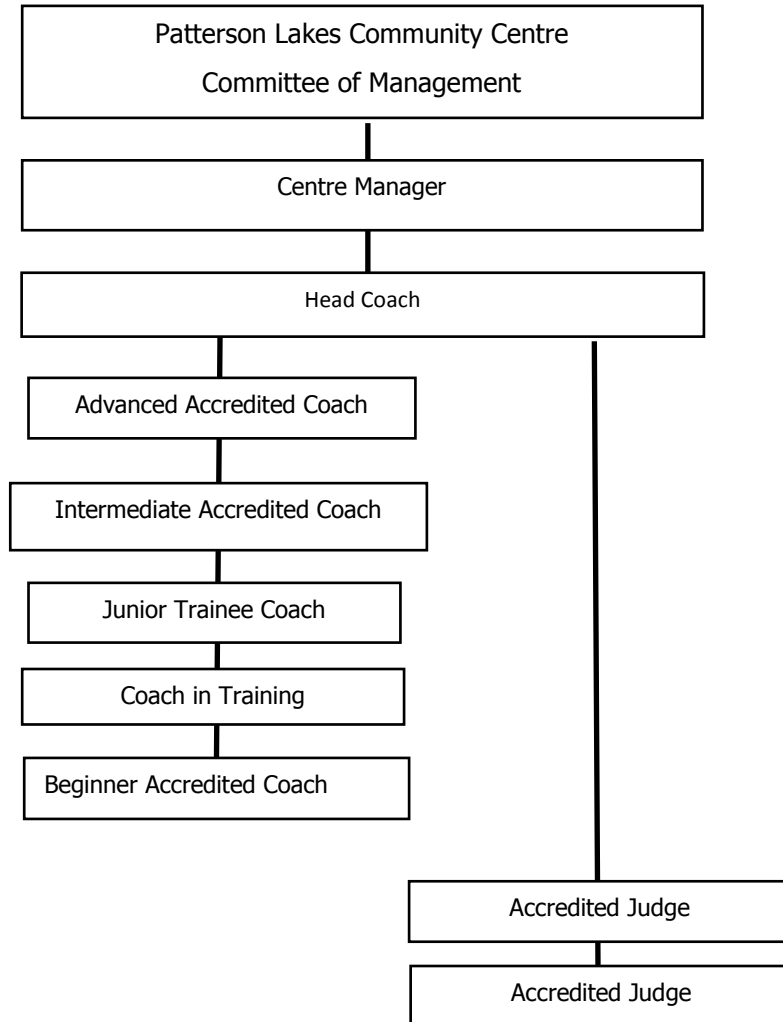 Patterson Lakes Community Centre
Committee of Management
Centre Manager
Head Coach
Advanced Accredited Coach
Intermediate Accredited Coach
Junior Trainee Coach
Coach in Training
Beginner Accredited Coach
Accredited Judge
Accredited Judge